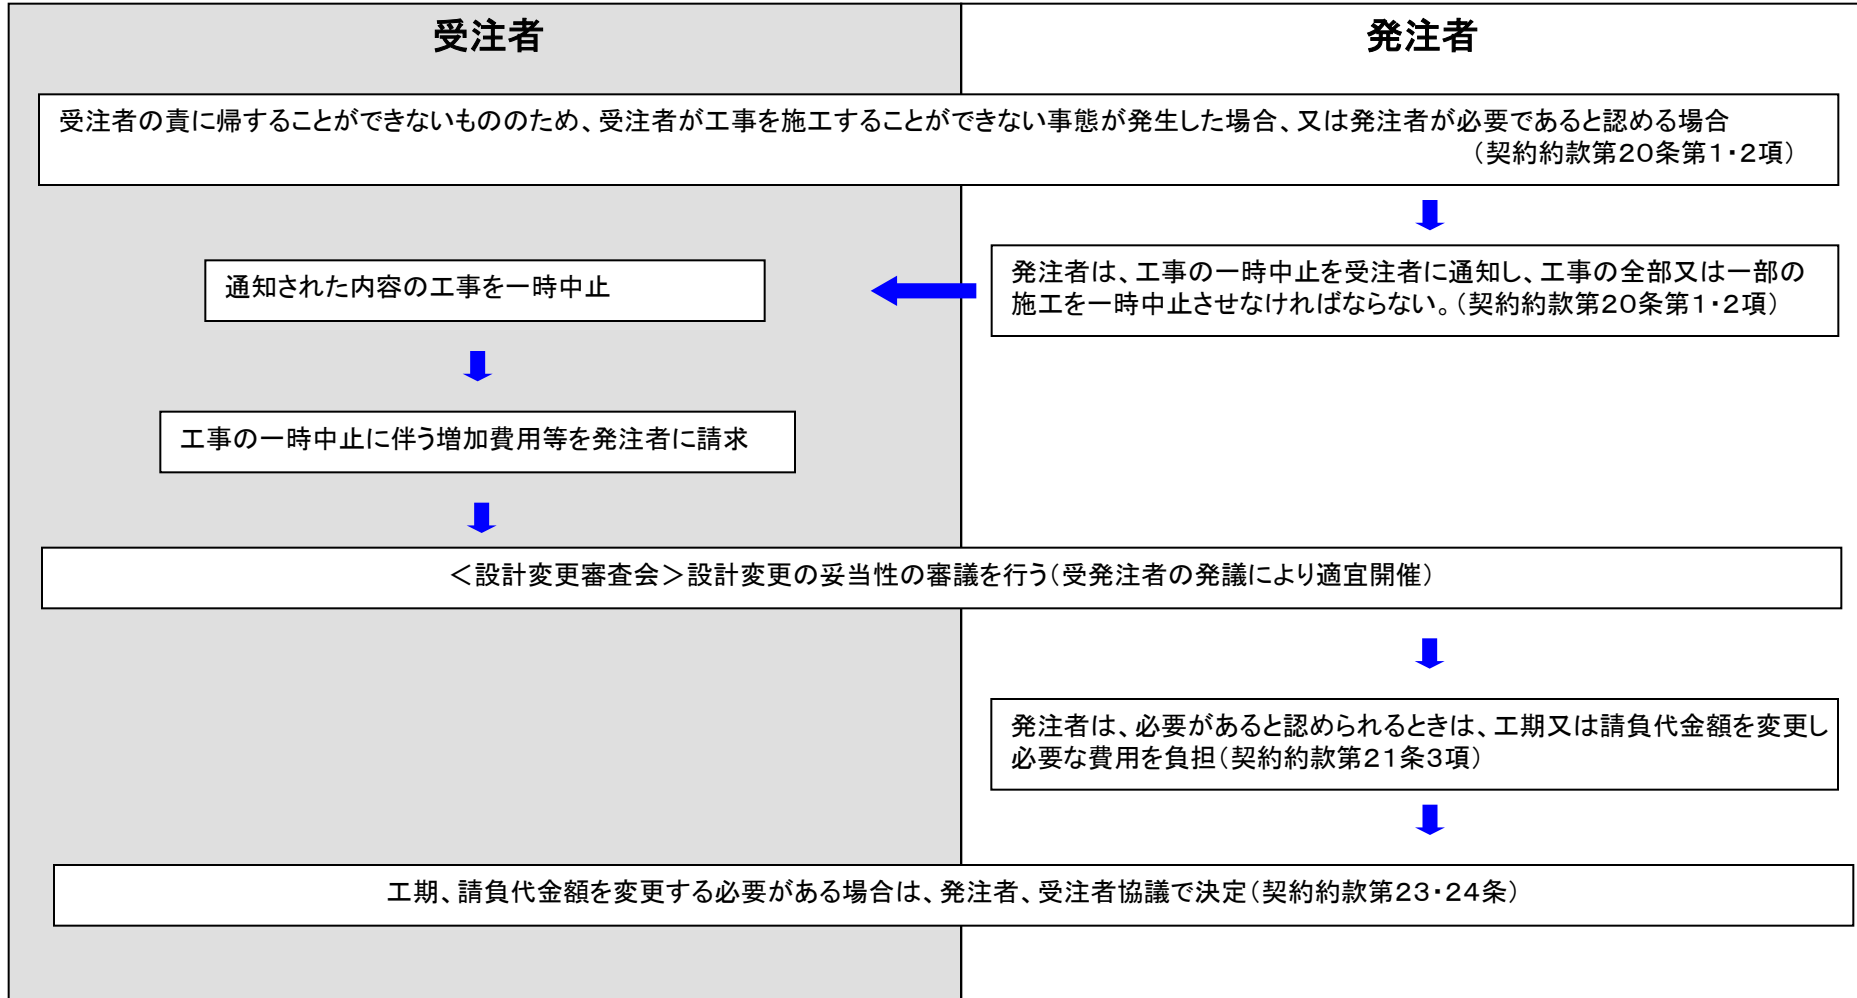 受注者
発注者
受注者の責に帰することができないもののため、受注者が工事を施工することができない事態が発生した場合、又は発注者が必要であると認める場合
(契約約款第20条第1・2項)
発注者は、工事の一時中止を受注者に通知し、工事の全部又は一部の
施工を一時中止させなければならない。(契約約款第20条第1・2項)
通知された内容の工事を一時中止
工事の一時中止に伴う増加費用等を発注者に請求
<設計変更審査会>設計変更の妥当性の審議を行う(受発注者の発議により適宜開催)
発注者は、必要があると認められるときは、工期又は請負代金額を変更し
必要な費用を負担(契約約款第21条3項)
工期、請負代金額を変更する必要がある場合は、発注者、受注者協議で決定(契約約款第23・24条)